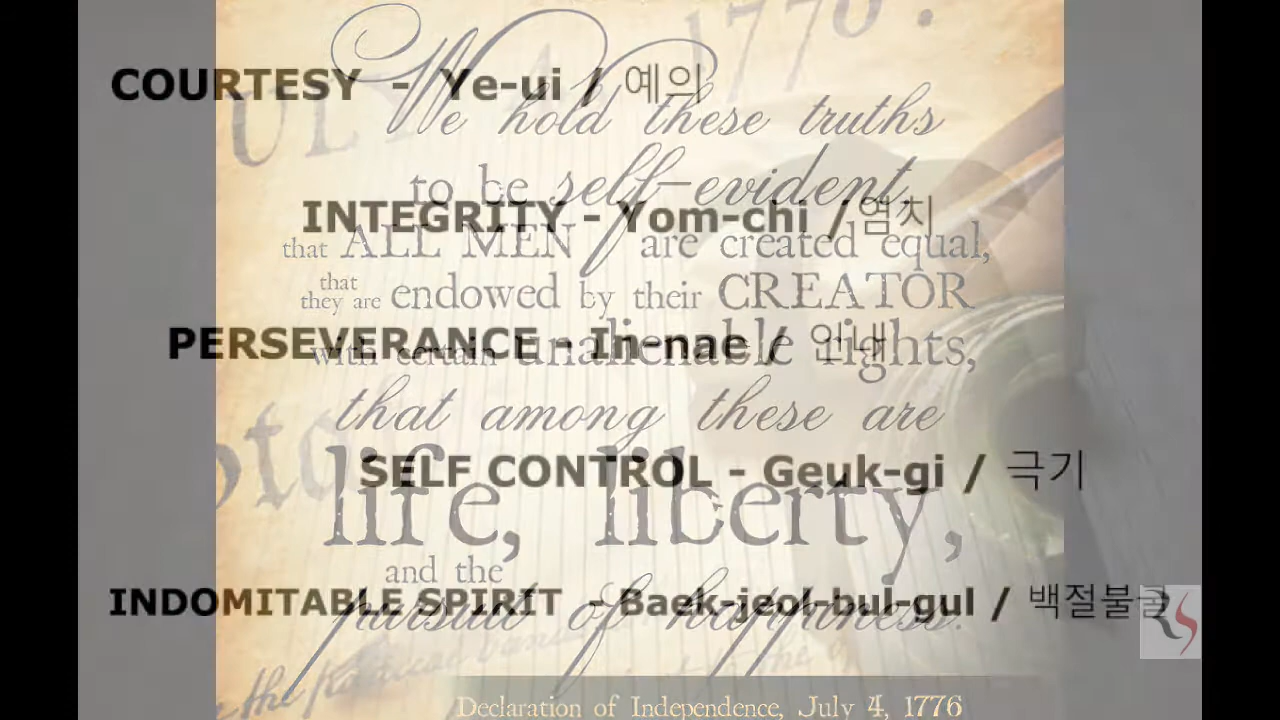 1776.
UL
COURTESY - Ye-ui / 예의
We hold these truths
to be self-evident,
INTEGRITY - Yom-chi / 염치
that ALL MEN are created equal,
that they are endowed by their CREATOR
PERSEVERANCE - In-nae / 인내
with certain unalienable rights,
that among these are
SELF CONTROL - Geuk-gi / 극기
life, liberty,
and the
INDOMITABLE SPIRIT - Baek-jeol-bul-gul / 백절불굴
pursuit of happiness.
RS
Declaration of Independence, July 4, 1776